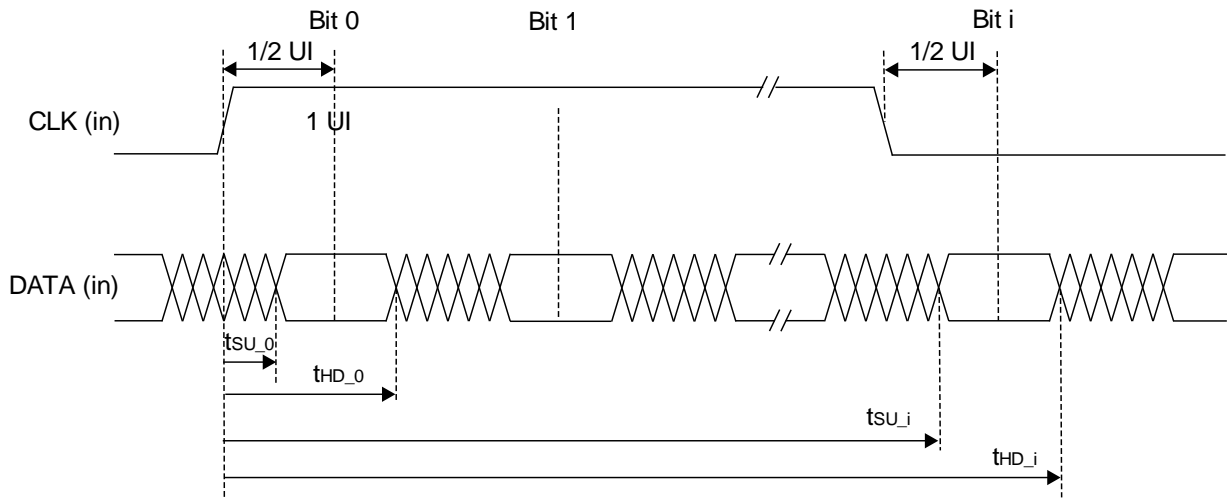 Bit 0
Bit 1
Bit i
1/2 UI
1/2 UI
CLK (in)
1 UI
DATA (in)
tSU_0
tHD_0
tSU_i
tHD_i